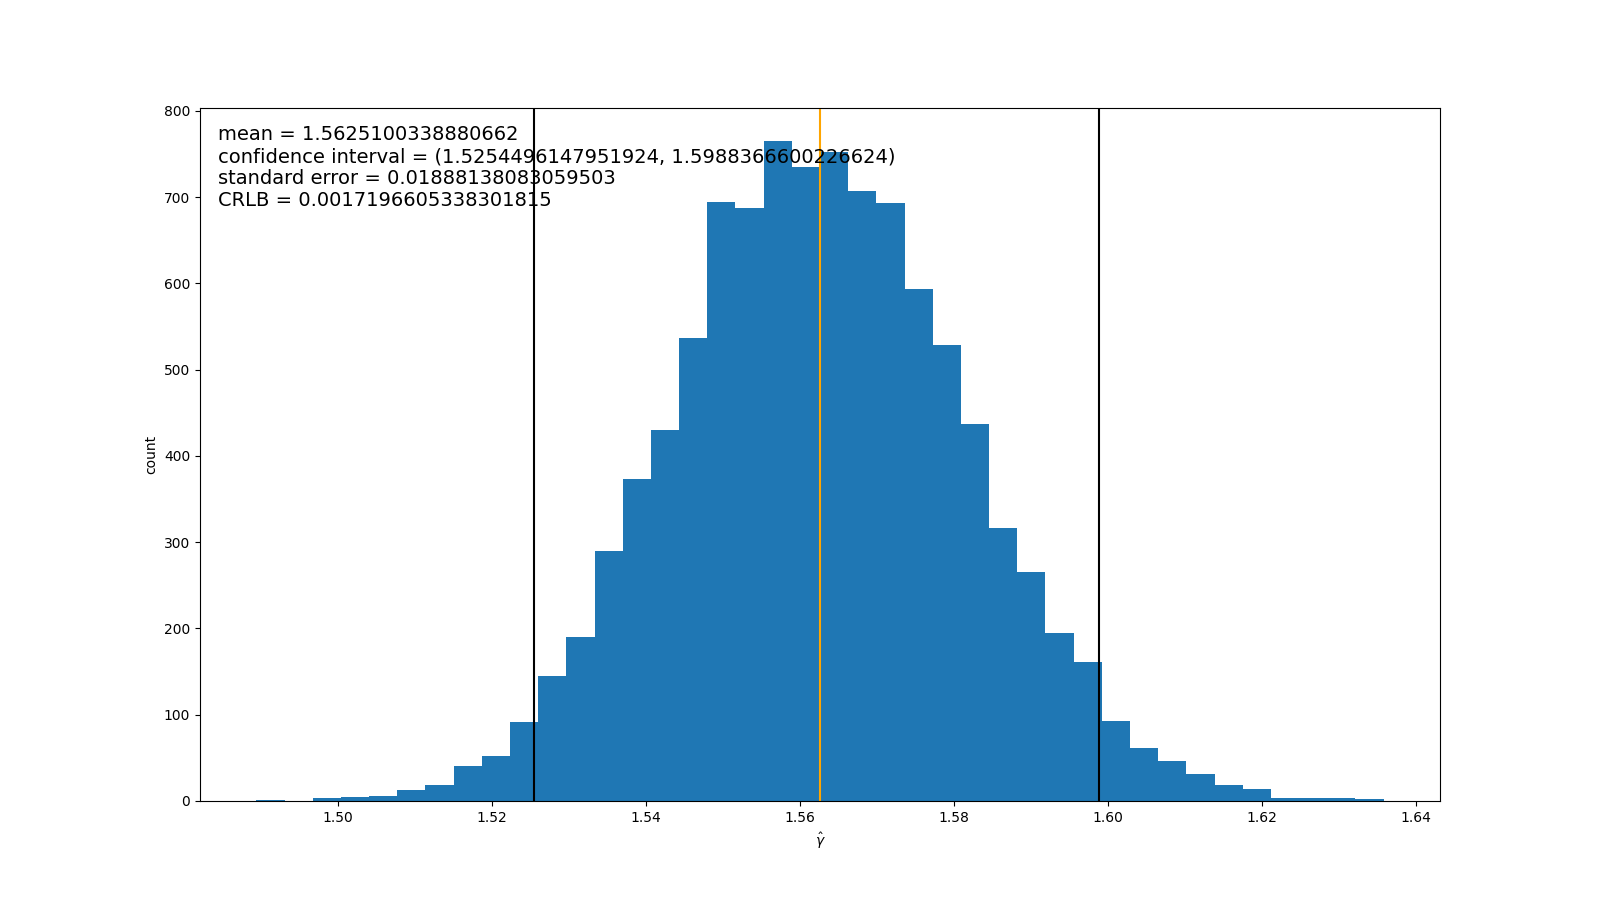 mean = 1.5625100338880662
confidence interval = (1.5254496147951924, 1.5988366600226624)
standard error = 0.01888138083059503
CRLB = 0.0017196605338301815
800
700
600
500
400
300
200
100
0
count
1.50 1.52 1.54 1.56 1.58 1.60 1.62 1.64
γ̂